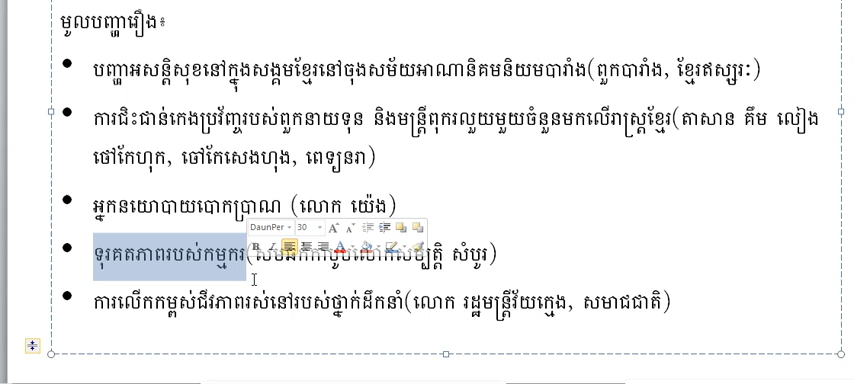 មូលបញ្ហារឿង៖
• បញ្ហាអសន្តិសុខនៅក្នុងសង្គមខ្មែរនៅចុងសម័យអាណានិគមនិយមបារាំង(ពួកបារាំង, ខ្មែរឥស្សរៈ)
• ការជិះជាន់កេងប្រវ័ញ្ចរបស់ពួកនាយទុន និងមន្ត្រីពុករលួយមួយចំនួនមកលើរាស្ត្រខ្មែរ(តាសាន គឹម លៀង
ថៅកែហុក, ចៅកែសេងហុង, ពេទ្យនរា)
• អ្នកនយោបាយបោកប្រាណ (លោក យ៉េង)
DaunPer 30
• ទុរគតភាពរបស់កម្មករ( សំបូរ)
• ការលើកកម្ពស់ជីវភាពរស់នៅរបស់ថ្នាក់ដឹកនាំ(លោក រដ្ឋមន្ត្រីវ័យក្មេង, សមាជជាតិ)